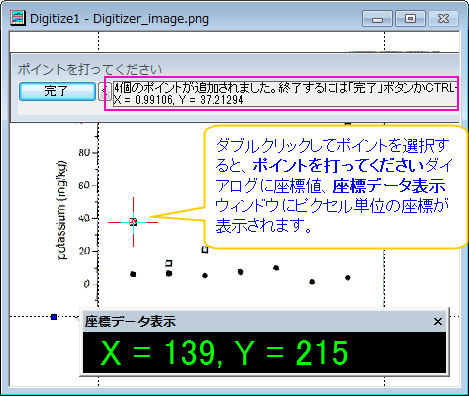 Digitize1 - Digitizer_image.png
ポイントを打ってください
完了
4個のポイントが追加されました。終了するには「完了」ボタンかCTRL-
X = 0.99106, Y = 37.21294
80
60
40
20
0
potassium (mg/kg)
ダブルクリックしてポイントを選択す
ると、ポイントを打ってくださいダイ
アログに座標値、座標データ表示
ウィンドウにピクセル単位の座標が
表示されます。
座標データ表示
X = 139, Y = 215